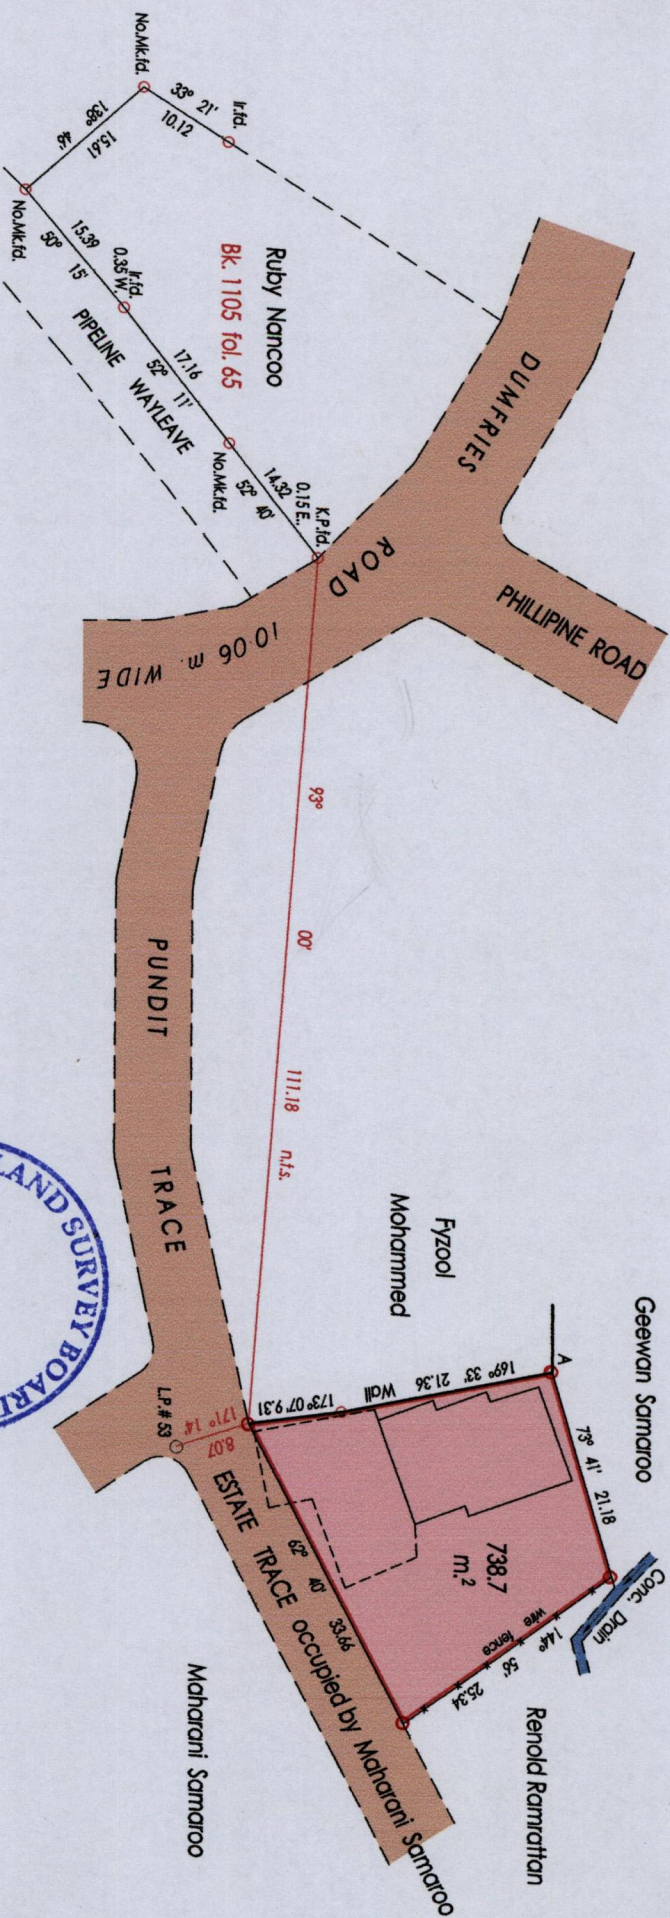 No.Mk.fd.
33° 21'
10.12
Ir.fd.
138° 46'
15.61
No.Mk.fd.
15.39
50° 15'
Ir.fd.
0.35 W.
17.16
52° 11'
No.Mk.fd.
14.32
52° 40'
K.P.fd.
0.15 E.
PIPELINE WAYLEAVE
Ruby Nancoo
Bk. 1105 fol. 65
DUMFRIES ROAD
10.06 m. WIDE
PHILLIPINE ROAD
93° 00' 111.18 n.t.s.
PUNDIT TRACE
LAND SURVEY BOARD
Fyzool
Mohammed
Geewan Samaroo
A
73° 41' 21.18
169° 33' 21.36
Wall
173° 07' 9.31
738.7
m.²
Conc. Drain
wire fence
144° 56' 25.34
Renold Ramrattan
62° 40' 33.66
171° 14'
8.07
L.P.# 53
ESTATE TRACE occupied by Maharani Samaroo
Maharani Samaroo